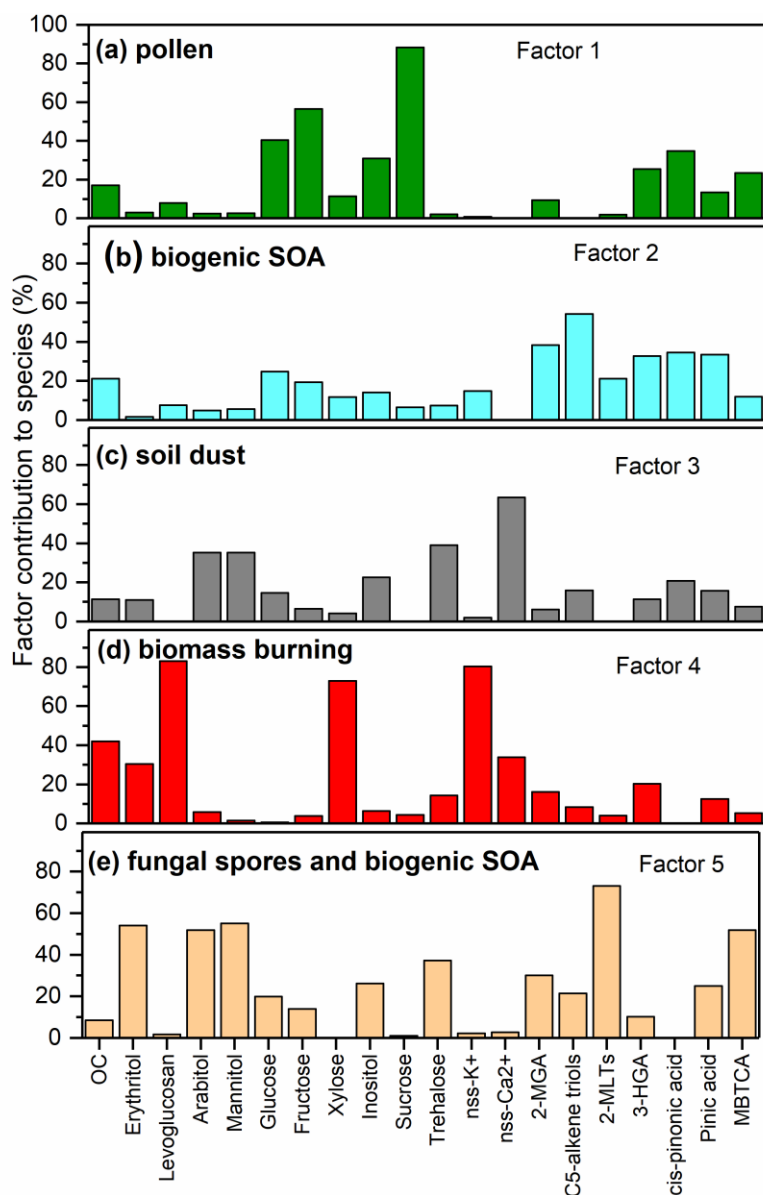 Factor contribution to species (%)
100
80
60
40
20
0
(a) pollen
Factor 1
80
60
40
20
0
(b) biogenic SOA
Factor 2
80
60
40
20
0
(c) soil dust
Factor 3
80
60
40
20
0
(d) biomass burning
Factor 4
80
60
40
20
0
(e) fungal spores and biogenic SOA
Factor 5
OC
Erythritol
Levoglucosan
Arabitol
Mannitol
Glucose
Fructose
Xylose
Inositol
Sucrose
Trehalose
nss-K+
nss-Ca2+
2-MGA
C5-alkene triols
2-MLTs
3-HGA
cis-pinonic acid
Pinic acid
MBTCA